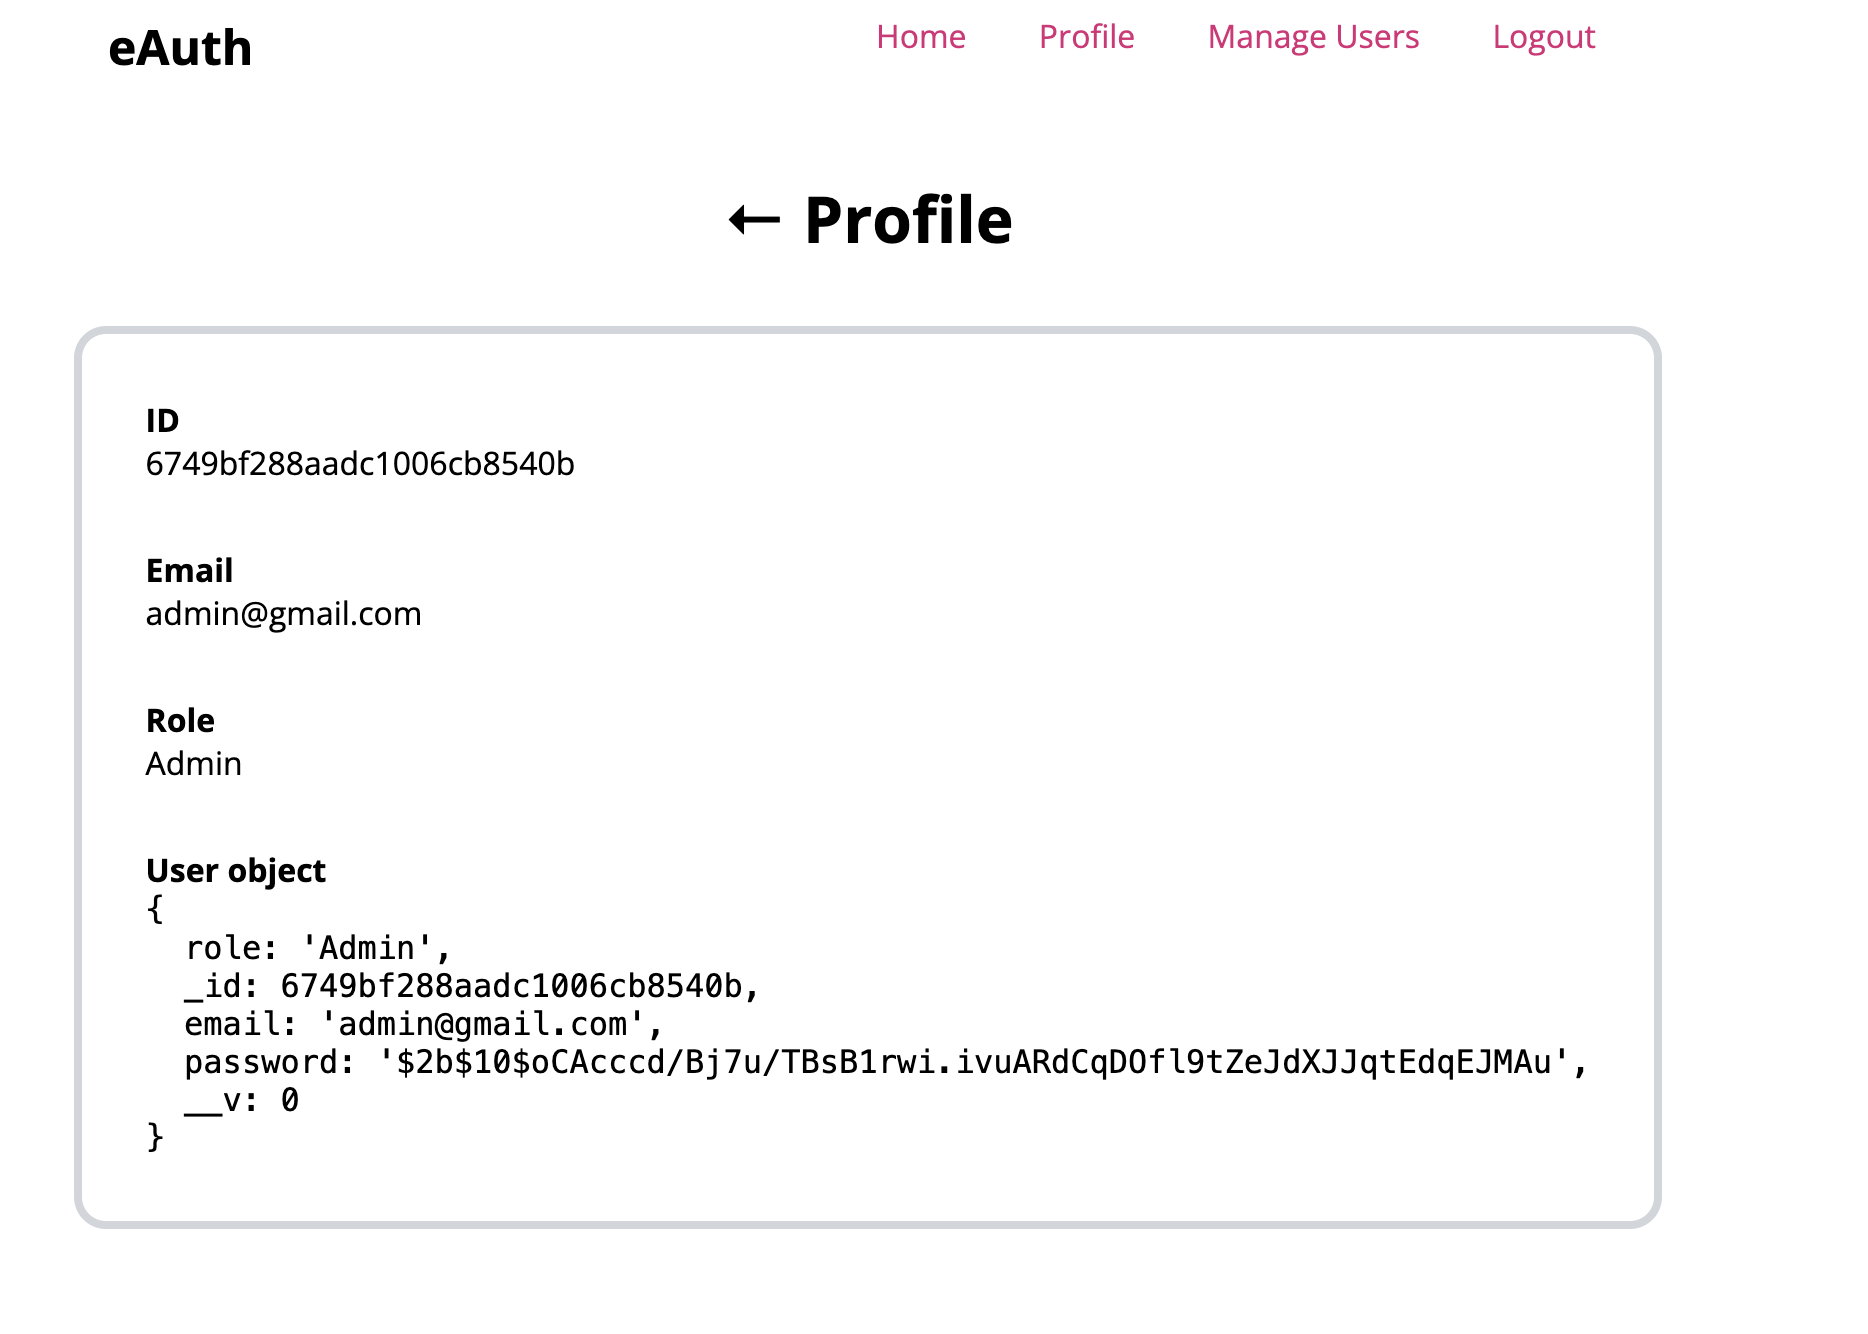 eAuth
Home Profile Manage Users Logout
← Profile
ID
6749bf288aadc1006cb8540b
Email
admin@gmail.com
Role
Admin
User object
{
  role: 'Admin',
  _id: 6749bf288aadc1006cb8540b,
  email: 'admin@gmail.com',
  password: '$2b$10$oCAcccd/Bj7u/TBsB1rwi.ivuARdCqDOfl9tZeJdXJJqtEdqEJMAu',
  __v: 0
}